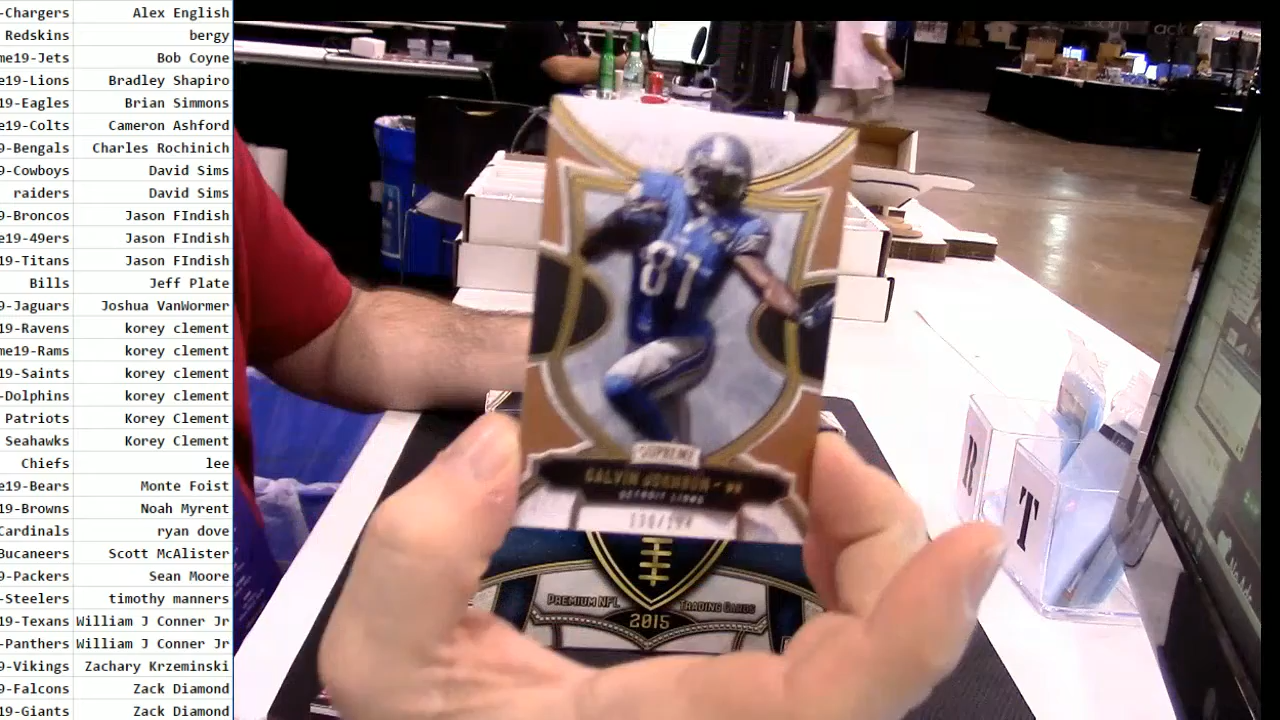 -Chargers Alex English
Redskins bergy
me19-Jets Bob Coyne
e19-Lions Bradley Shapiro
19-Eagles Brian Simmons
e19-Colts Cameron Ashford
-Bengals Charles Rochinich
-Cowboys David Sims
raiders David Sims
9-Broncos Jason FIndish
e19-49ers Jason FIndish
19-Titans Jason FIndish
Bills Jeff Plate
-Jaguars Joshua VanWormer
19-Ravens korey clement
me19-Rams korey clement
19-Saints korey clement
-Dolphins korey clement
Patriots Korey Clement
Seahawks Korey Clement
Chiefs lee
e19-Bears Monte Foist
9-Browns Noah Myrent
Cardinals ryan dove
Bucaneers Scott McAlister
9-Packers Sean Moore
-Steelers timothy manners
19-Texans William J Conner Jr
-Panthers William J Conner Jr
-Vikings Zachary Krzeminski
9-Falcons Zack Diamond
19-Giants Zack Diamond
81
SUPREME
CALVIN JOHNSON - WR
DETROIT LIONS
PREMIUM NFL TRADING CARDS
2015
R
T